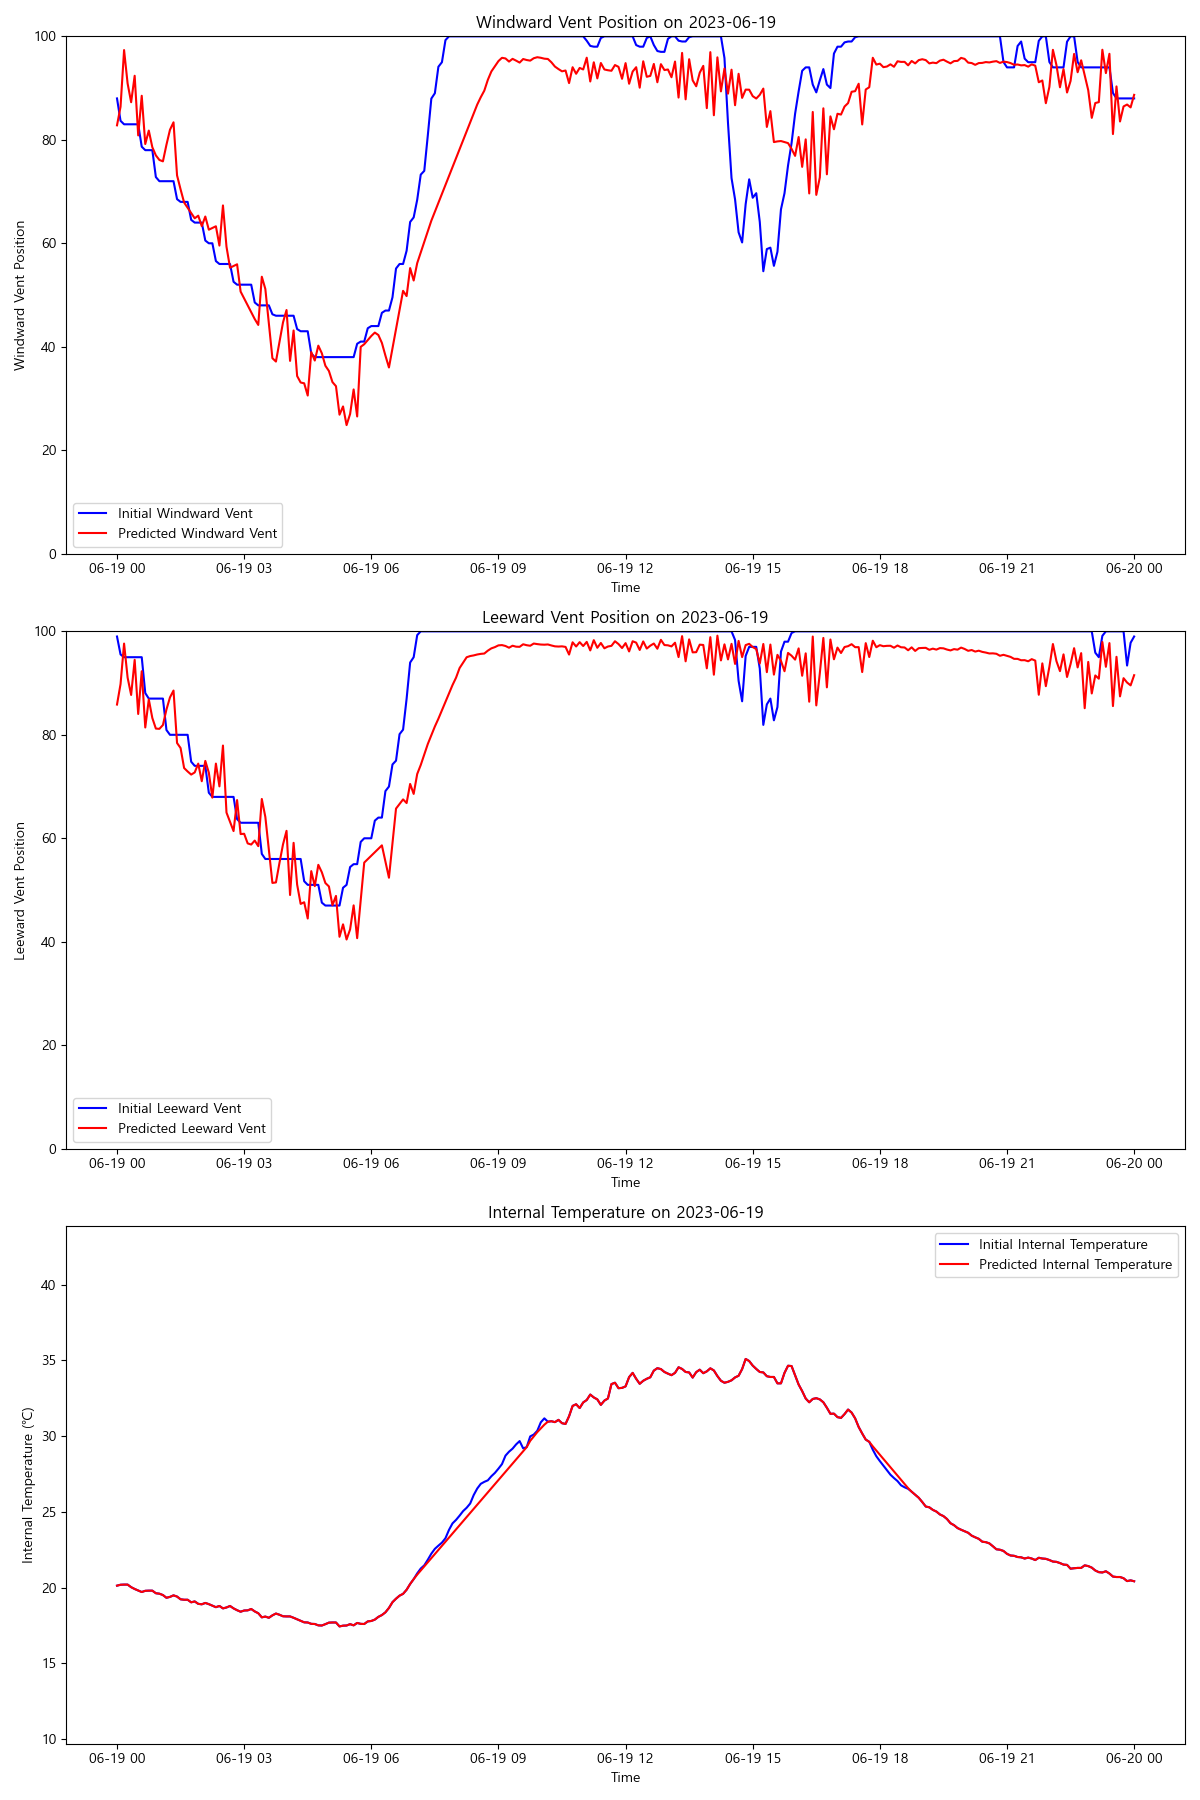 Windward Vent Position on 2023-06-19
100
80
60
40
20
0
Windward Vent Position
Initial Windward Vent
Predicted Windward Vent
06-19 00 06-19 03 06-19 06 06-19 09 06-19 12 06-19 15 06-19 18 06-19 21 06-20 00
Time
Leeward Vent Position on 2023-06-19
100
80
60
40
20
0
Leeward Vent Position
Initial Leeward Vent
Predicted Leeward Vent
06-19 00 06-19 03 06-19 06 06-19 09 06-19 12 06-19 15 06-19 18 06-19 21 06-20 00
Time
Internal Temperature on 2023-06-19
Initial Internal Temperature
Predicted Internal Temperature
40
35
30
25
20
15
10
Internal Temperature (℃)
06-19 00 06-19 03 06-19 06 06-19 09 06-19 12 06-19 15 06-19 18 06-19 21 06-20 00
Time